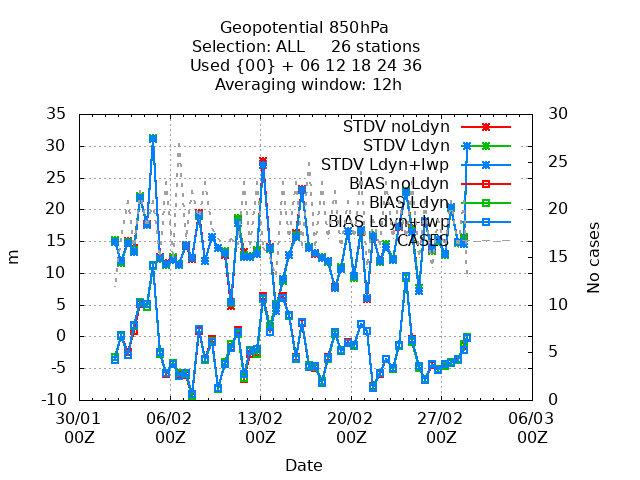 Geopotential 850hPa
Selection: ALL 26 stations
Used {00} + 06 12 18 24 36
Averaging window: 12h
35
30
25
20
15
10
5
0
-5
-10
m
STDV noLdyn
STDV Ldyn
STDV Ldyn+lwp
BIAS noLdyn
BIAS Ldyn
BIAS Ldyn+lwp
CASES
30
25
20
15
10
5
0
No cases
30/01 06/02 13/02 20/02 27/02 06/03
00Z 00Z 00Z 00Z 00Z 00Z
Date